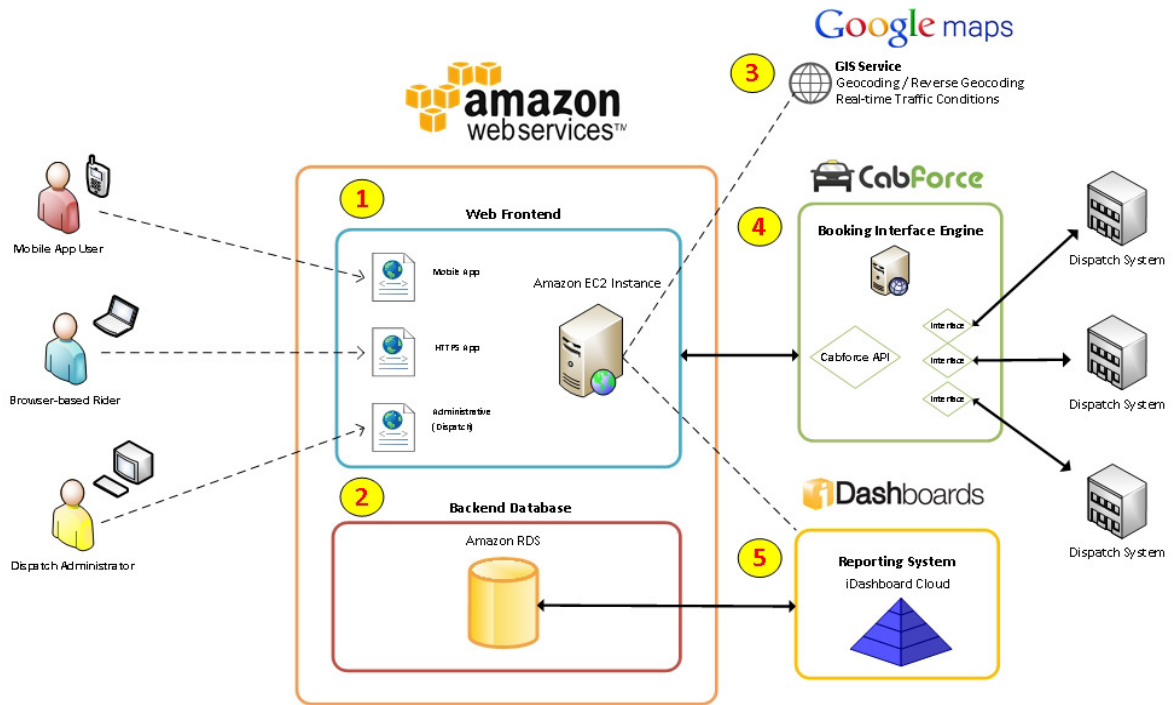 Google maps
3
GIS Service
Geocoding / Reverse Geocoding
Real-time Traffic Conditions
amazon
webservices™
CabForce
1
Web Frontend
4
Booking Interface Engine
Mobile App User
Mobile App
Amazon EC2 Instance
Dispatch System
Interface
HTTPS App
Cabforce API
Interface
Browser-based Rider
Interface
Dispatch System
Administrative
(Dispatch)
iDashboards
2
Backend Database
Dispatch System
Amazon RDS
5
Reporting System
Dispatch Administrator
iDashboard Cloud